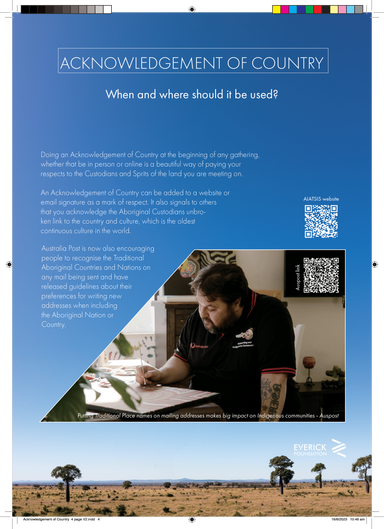 ACKNOWLEDGEMENT OF COUNTRY
When and where should it be used?
Doing an Acknowledgement of Country at the beginning of any gathering,
whether that be in person or online is a beautiful way of paying your
respects to the Custodians and Sprits of the land you are meeting on.
An Acknowledgement of Country can be added to a website or
email signature as a mark of respect. It also signals to others
that you acknowledge the Aboriginal Custodians unbro-
ken link to the country and culture, which is the oldest
continuous culture in the world.
AIATSIS website
Australia Post is now also encouraging
people to recognise the Traditional
Aboriginal Countries and Nations on
any mail being sent and have
released guidelines about their
preferences for writing new
addresses when including
the Aboriginal Nation or
Country.
Auspost link
Putting Traditional Place names on mailing addresses makes big impact on Indigenous communities - Auspost
EVERICK
FOUNDATION
Acknowledgement of Country 4 page V2.indd 4